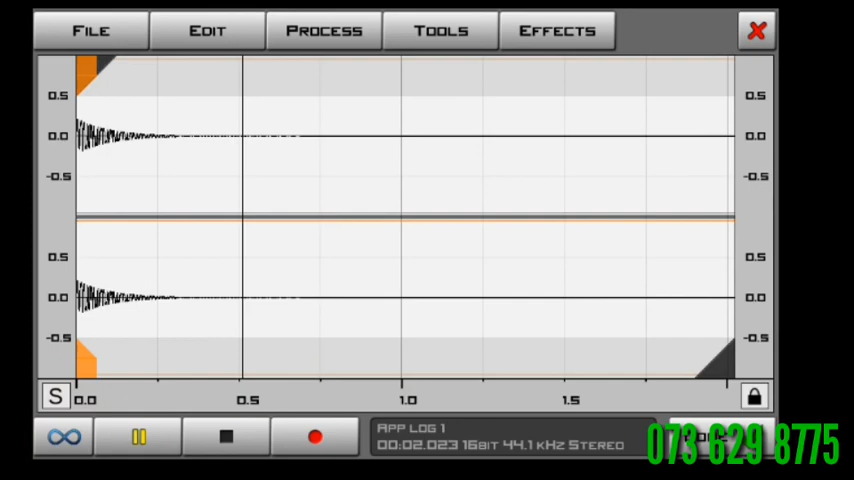 FILE EDIT PROCESS TOOLS EFFECTS X
0.5 0.5
0.0 0.0
-0.5 -0.5
0.5 0.5
0.0 0.0
-0.5 -0.5
S 0.0 0.5 1.0 1.5
APP LOG 1
00:02.023 16BIT 44.1 KHZ STEREO
073 629 8775